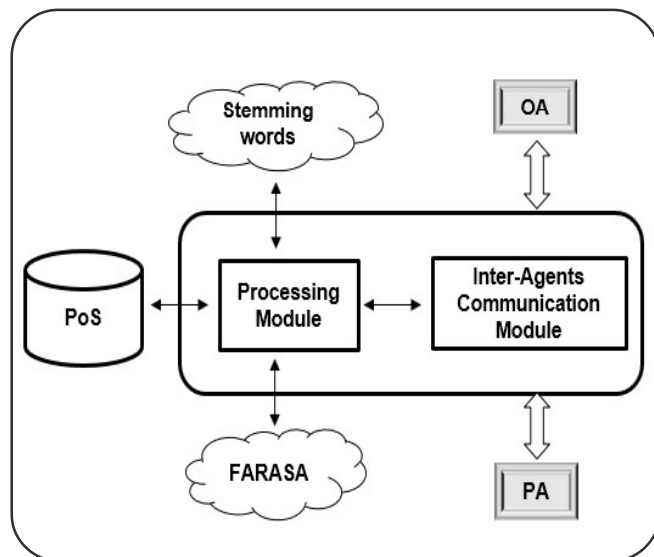 Stemming
words
OA
PoS
Processing
Module
Inter-Agents
Communication
Module
FARASA
PA